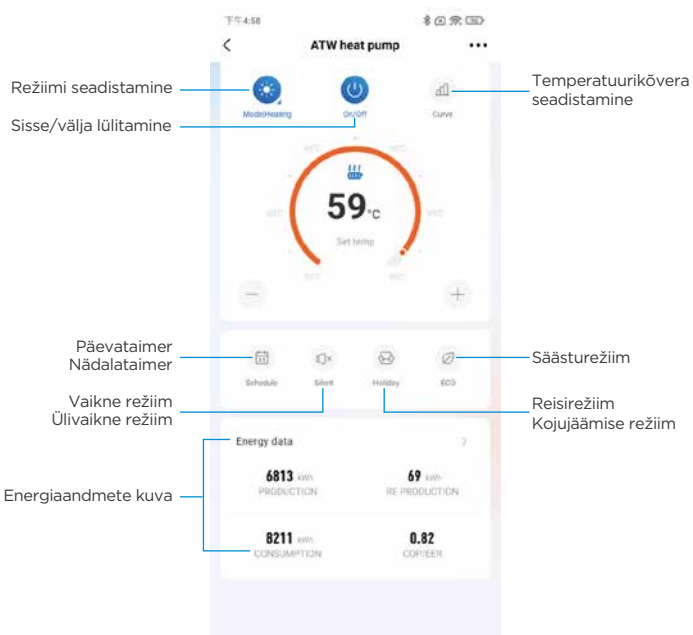 下午4:58
ATW heat pump
Režiimi seadistamine
Temperatuurikõvera
seadistamine
Mode|Heating
On/Off
Curve
Sisse/välja lülitamine
59°C
Set temp
Päevataimer
Nädalataimer
Säästurežiim
Schedule
Silent
Holiday
ECO
Vaikne režiim
Ülivaikne režiim
Reisirežiim
Kojujäämise režiim
Energy data
6813 kWh
69 kWh
PRODUCTION
RE PRODUCTION
Energiaandmete kuva
8211 kWh
0.82
CONSUMPTION
COP/EER